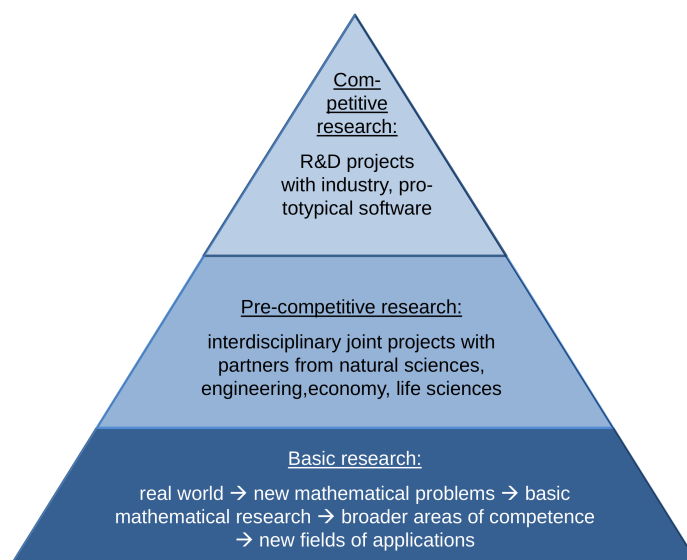 Com-
petitive
research:
R&D projects
with industry, pro-
totypical software
Pre-competitive research:
interdisciplinary joint projects with
partners from natural sciences,
engineering,economy, life sciences
Basic research:
real world → new mathematical problems → basic
mathematical research → broader areas of competence
→ new fields of applications